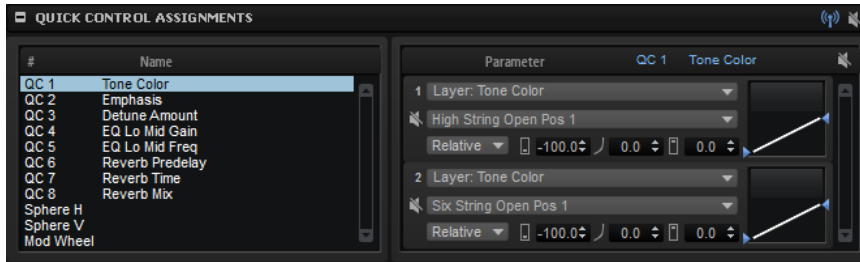 QUICK CONTROL ASSIGNMENTS
# Name
QC 1 Tone Color
QC 2 Emphasis
QC 3 Detune Amount
QC 4 EQ Lo Mid Gain
QC 5 EQ Lo Mid Freq
QC 6 Reverb Predelay
QC 7 Reverb Time
QC 8 Reverb Mix
Sphere H
Sphere V
Mod Wheel
Parameter QC 1 Tone Color
1 Layer: Tone Color
High String Open Pos 1
Relative -100.0 0.0 0.0
2 Layer: Tone Color
Six String Open Pos 1
Relative -100.0 0.0 0.0